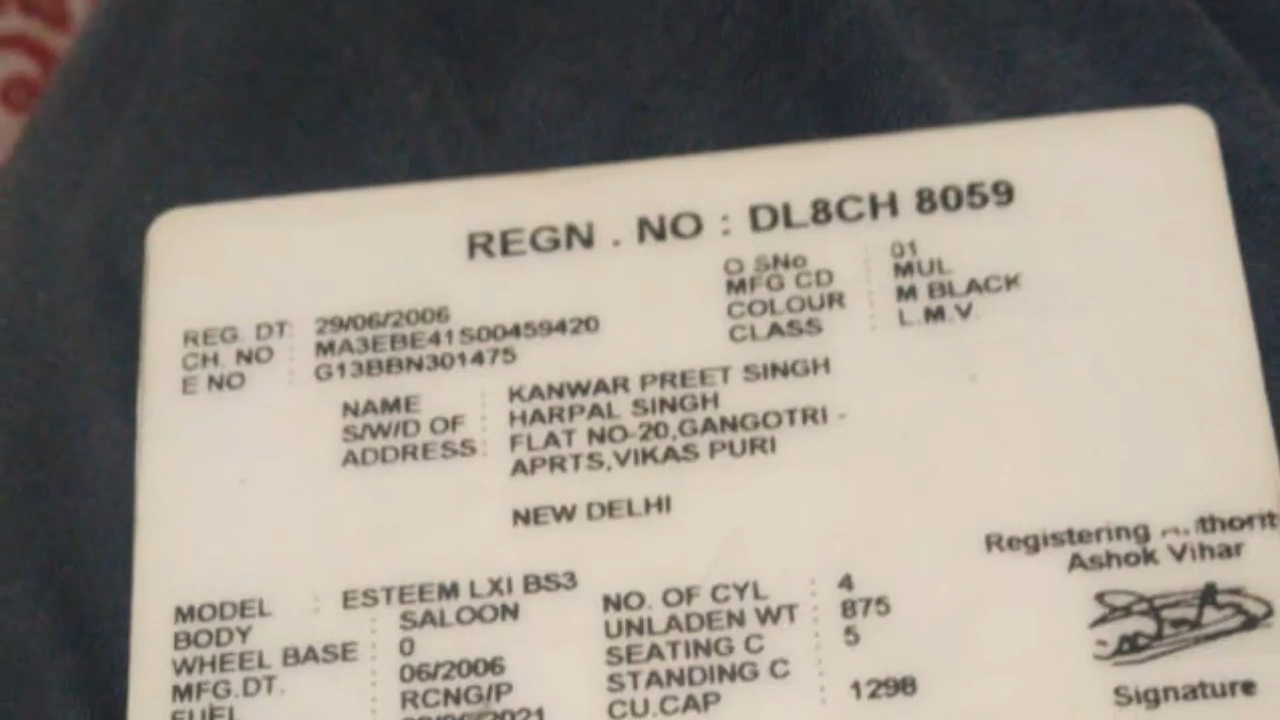 REGN . NO : DL8CH 8059
REG. DT : 29/06/2006 O SNo : 01
CH. NO : MA3EBE41S00459420 MFG CD : MUL
E NO : G13BBN301475 COLOUR : M BLACK
CLASS : L.M.V
NAME : KANWAR PREET SINGH
S/W/D OF : HARPAL SINGH
ADDRESS : FLAT NO-20,GANGOTRI -
APRTS,VIKAS PURI
NEW DELHI
Registering
Ashok Vihar
MODEL : ESTEEM LXI BS3 NO. OF CYL : 4
BODY : SALOON UNLADEN WT : 875
WHEEL BASE : 0 SEATING C : 5
MFG.DT. : 06/2006 STANDING C :
FUEL : RCNG/P CU.CAP : 1298
Signature